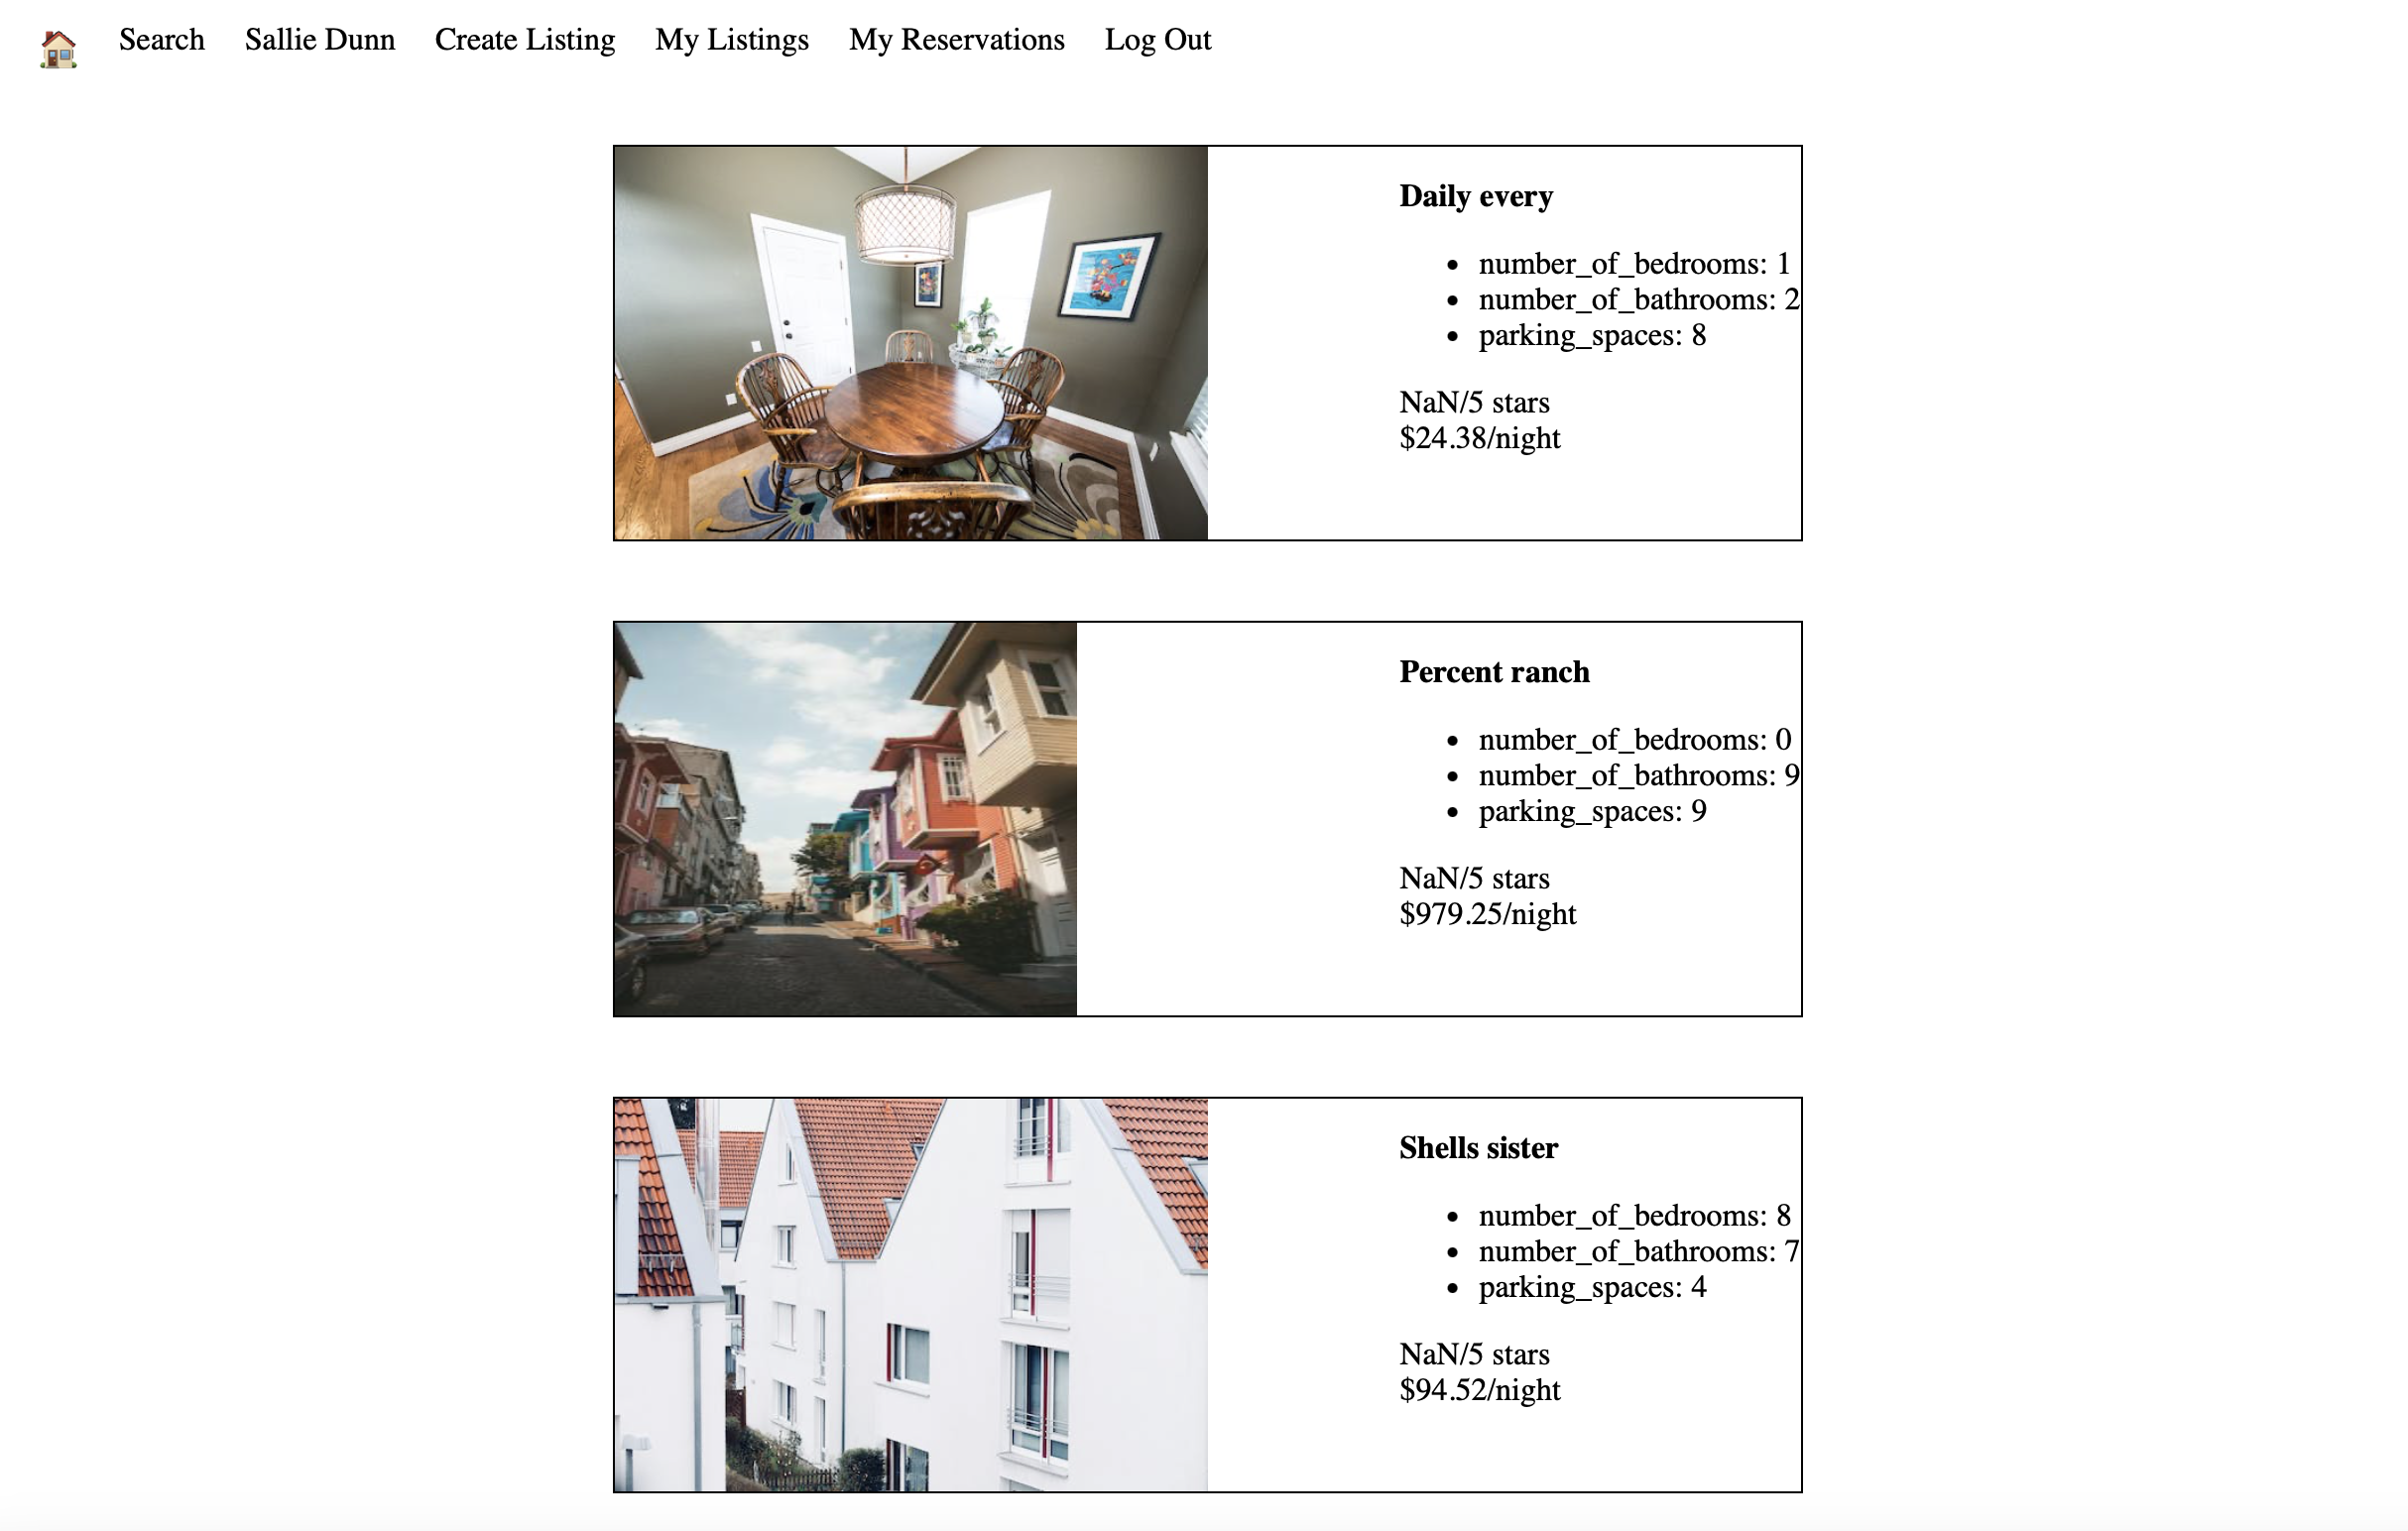 Search Sallie Dunn Create Listing My Listings My Reservations Log Out
Daily every
number_of_bedrooms: 1
number_of_bathrooms: 2
parking_spaces: 8
NaN/5 stars
$24.38/night
Percent ranch
number_of_bedrooms: 0
number_of_bathrooms: 9
parking_spaces: 9
NaN/5 stars
$979.25/night
Shells sister
number_of_bedrooms: 8
number_of_bathrooms: 7
parking_spaces: 4
NaN/5 stars
$94.52/night